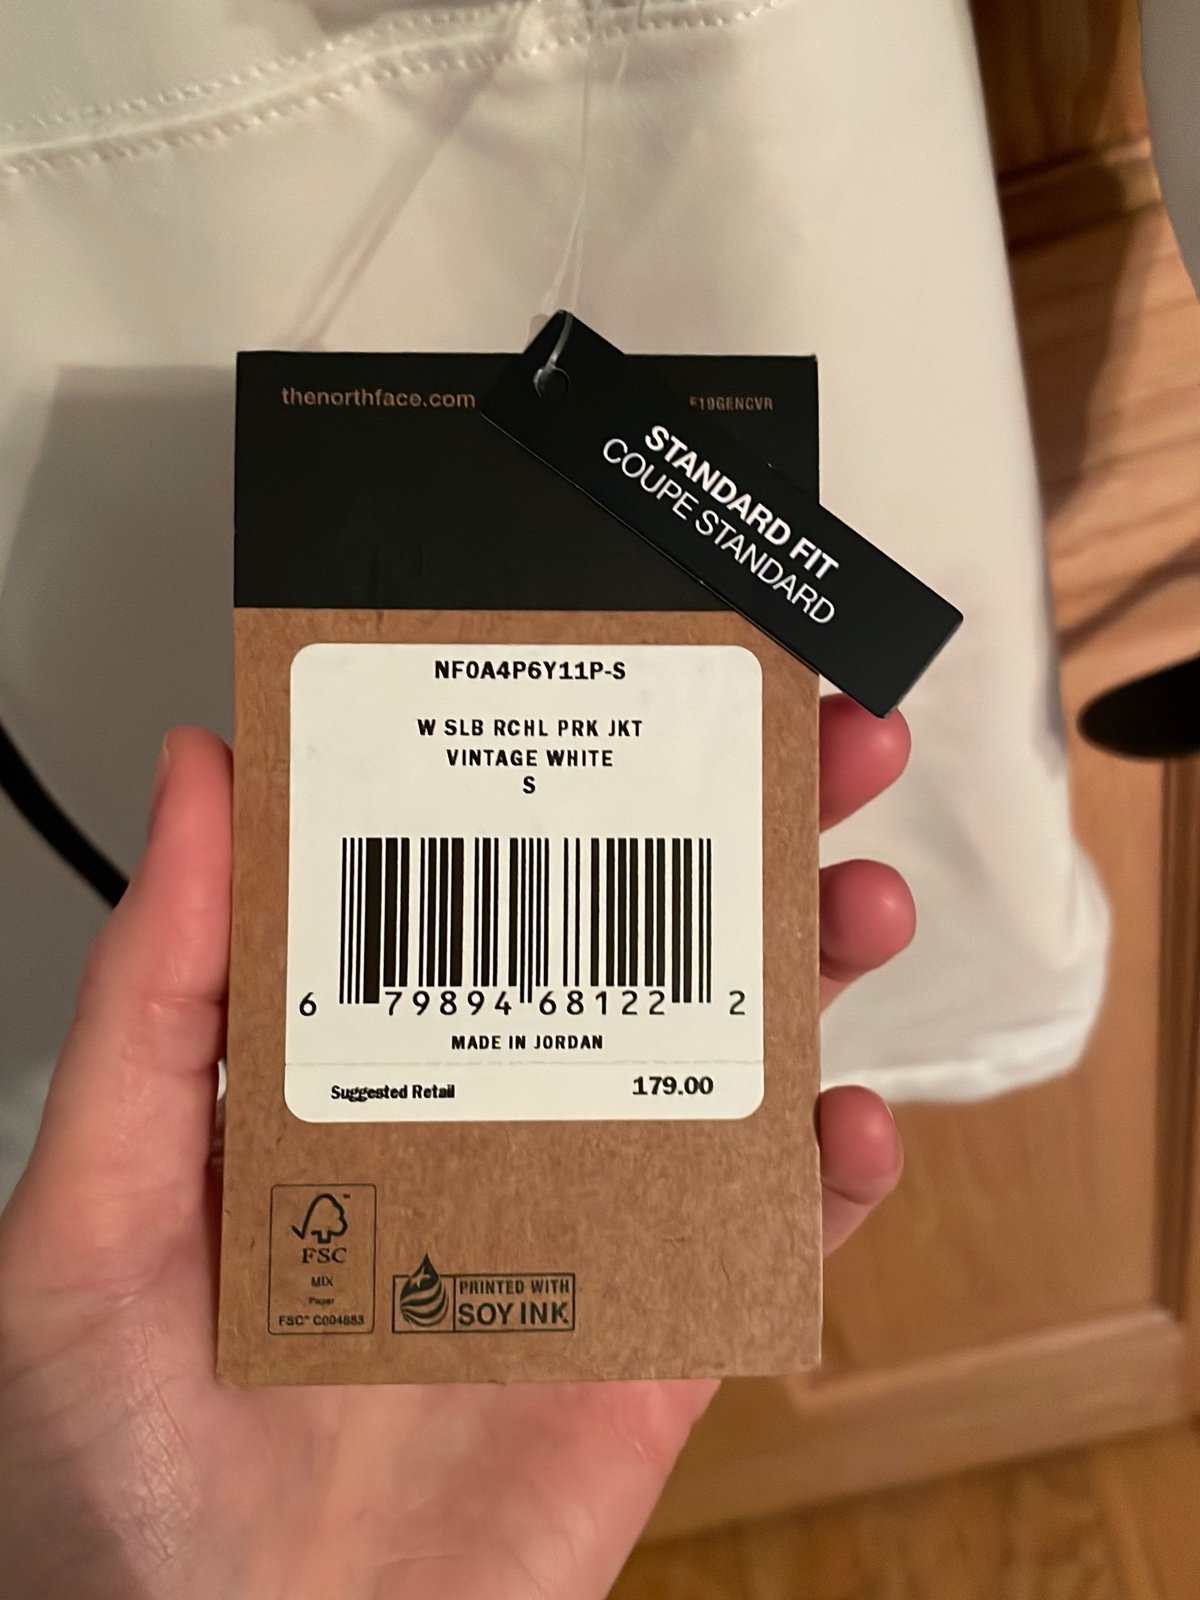 thenorthface.com
F19GENCVR
STANDARD FIT
COUPE STANDARD
NF0A4P6Y11P-S
W SLB RCHL PRK JKT
VINTAGE WHITE
S
6 79894 68122 2
MADE IN JORDAN
Suggested Retail 179.00
FSC
MIX
Paper
FSC® C004883
PRINTED WITH
SOY INK